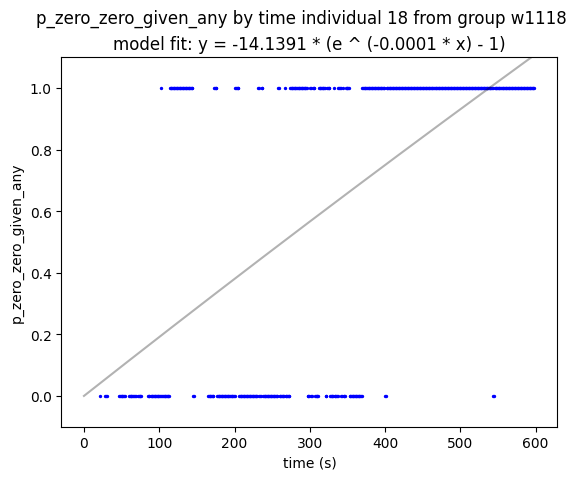 p_zero_zero_given_any by time individual 18 from group w1118
model fit: y = -14.1391 * (e ^ (-0.0001 * x) - 1)
1.0
0.8
0.6
0.4
0.2
0.0
p_zero_zero_given_any
0 100 200 300 400 500 600
time (s)